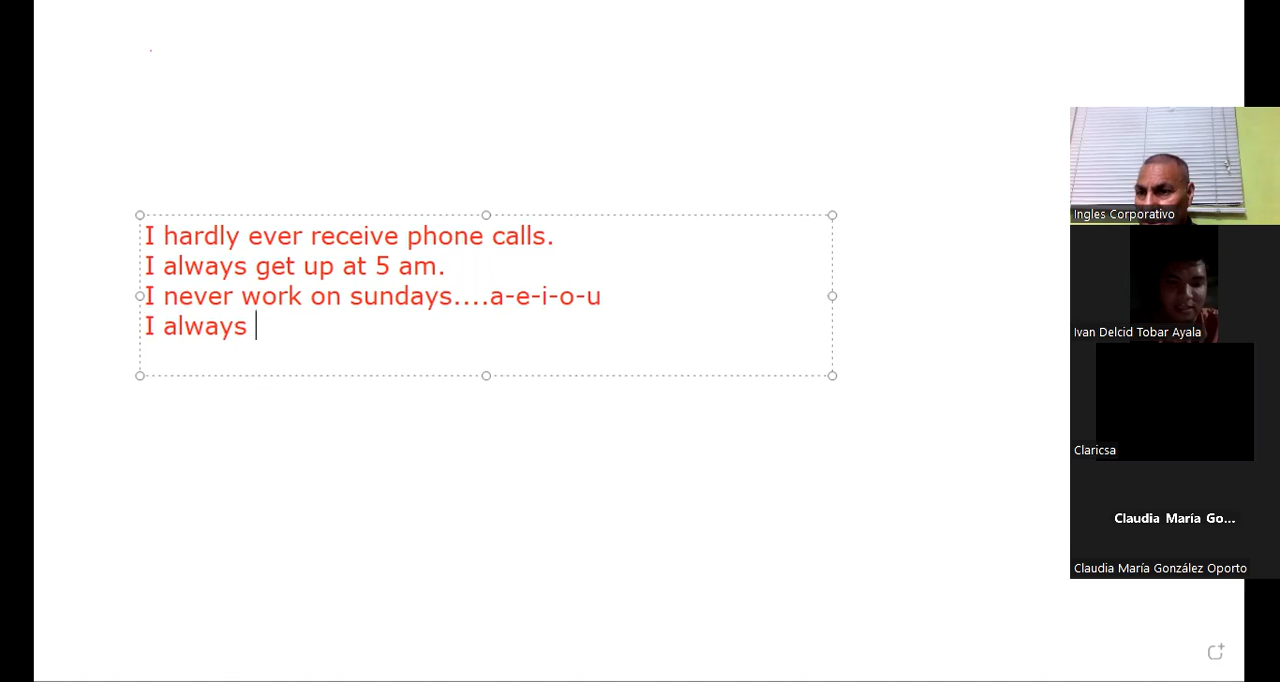 I hardly ever receive phone calls.
I always get up at 5 am.
I never work on sundays....a-e-i-o-u
I always
Ingles Corporativo
Ivan Delcid Tobar Ayala
Claricsa
Claudia María Go...
Claudia María González Oporto